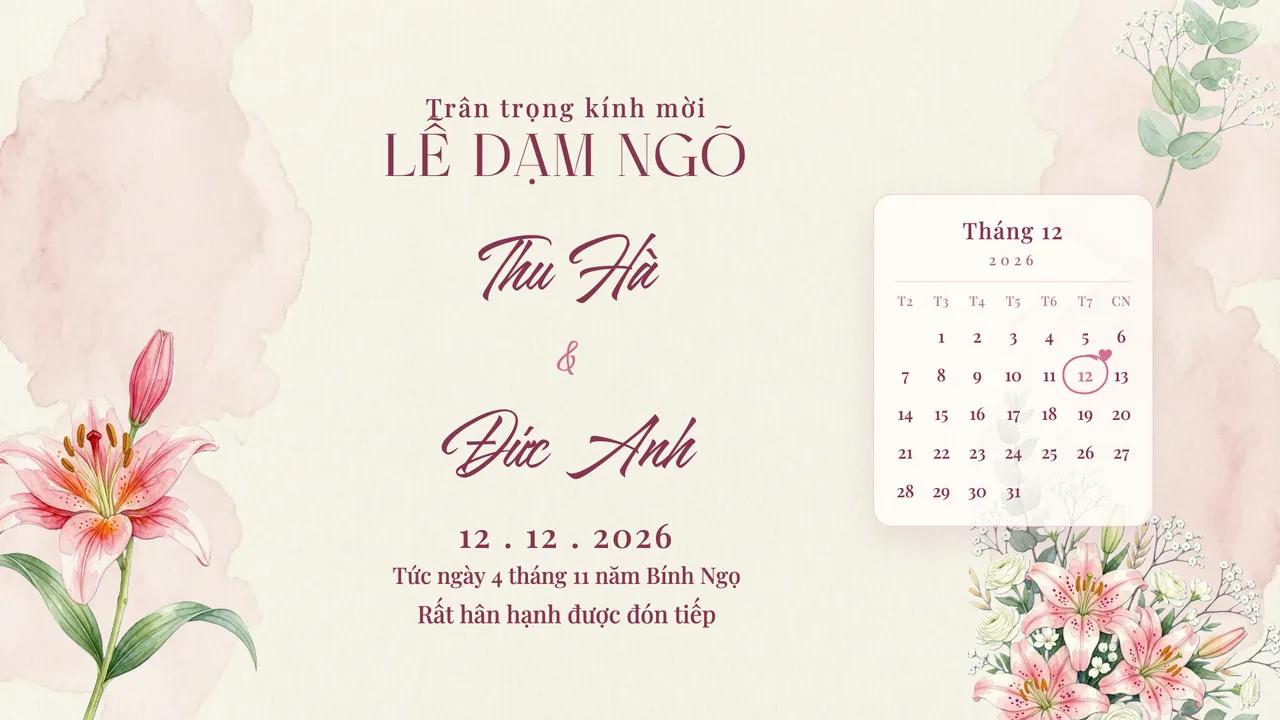 Trân trọng kính mời
LỄ DẠM NGÕ
Thu Hà
&
Đức Anh
12 . 12 . 2026
Tức ngày 4 tháng 11 năm Bính Ngọ
Rất hân hạnh được đón tiếp
Tháng 12
2026
T2 T3 T4 T5 T6 T7 CN
1 2 3 4 5 6
7 8 9 10 11 12 13
14 15 16 17 18 19 20
21 22 23 24 25 26 27
28 29 30 31